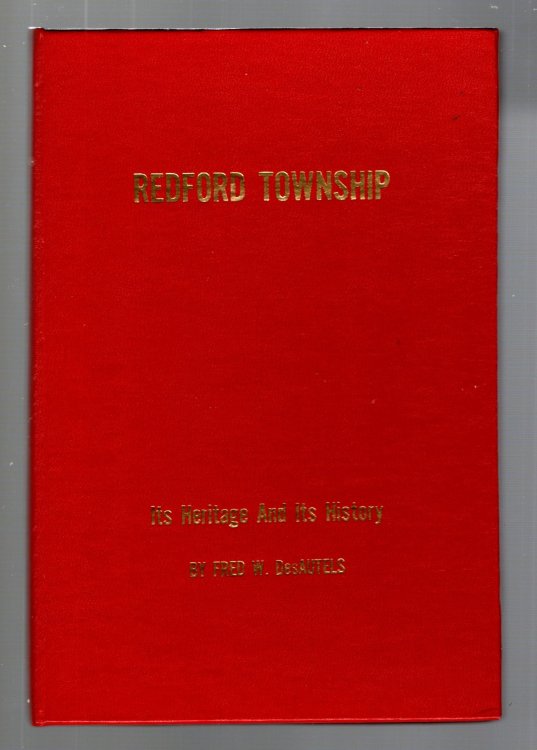 REDFORD TOWNSHIP
Its Heritage And Its History
BY FRED W. DesAUTELS